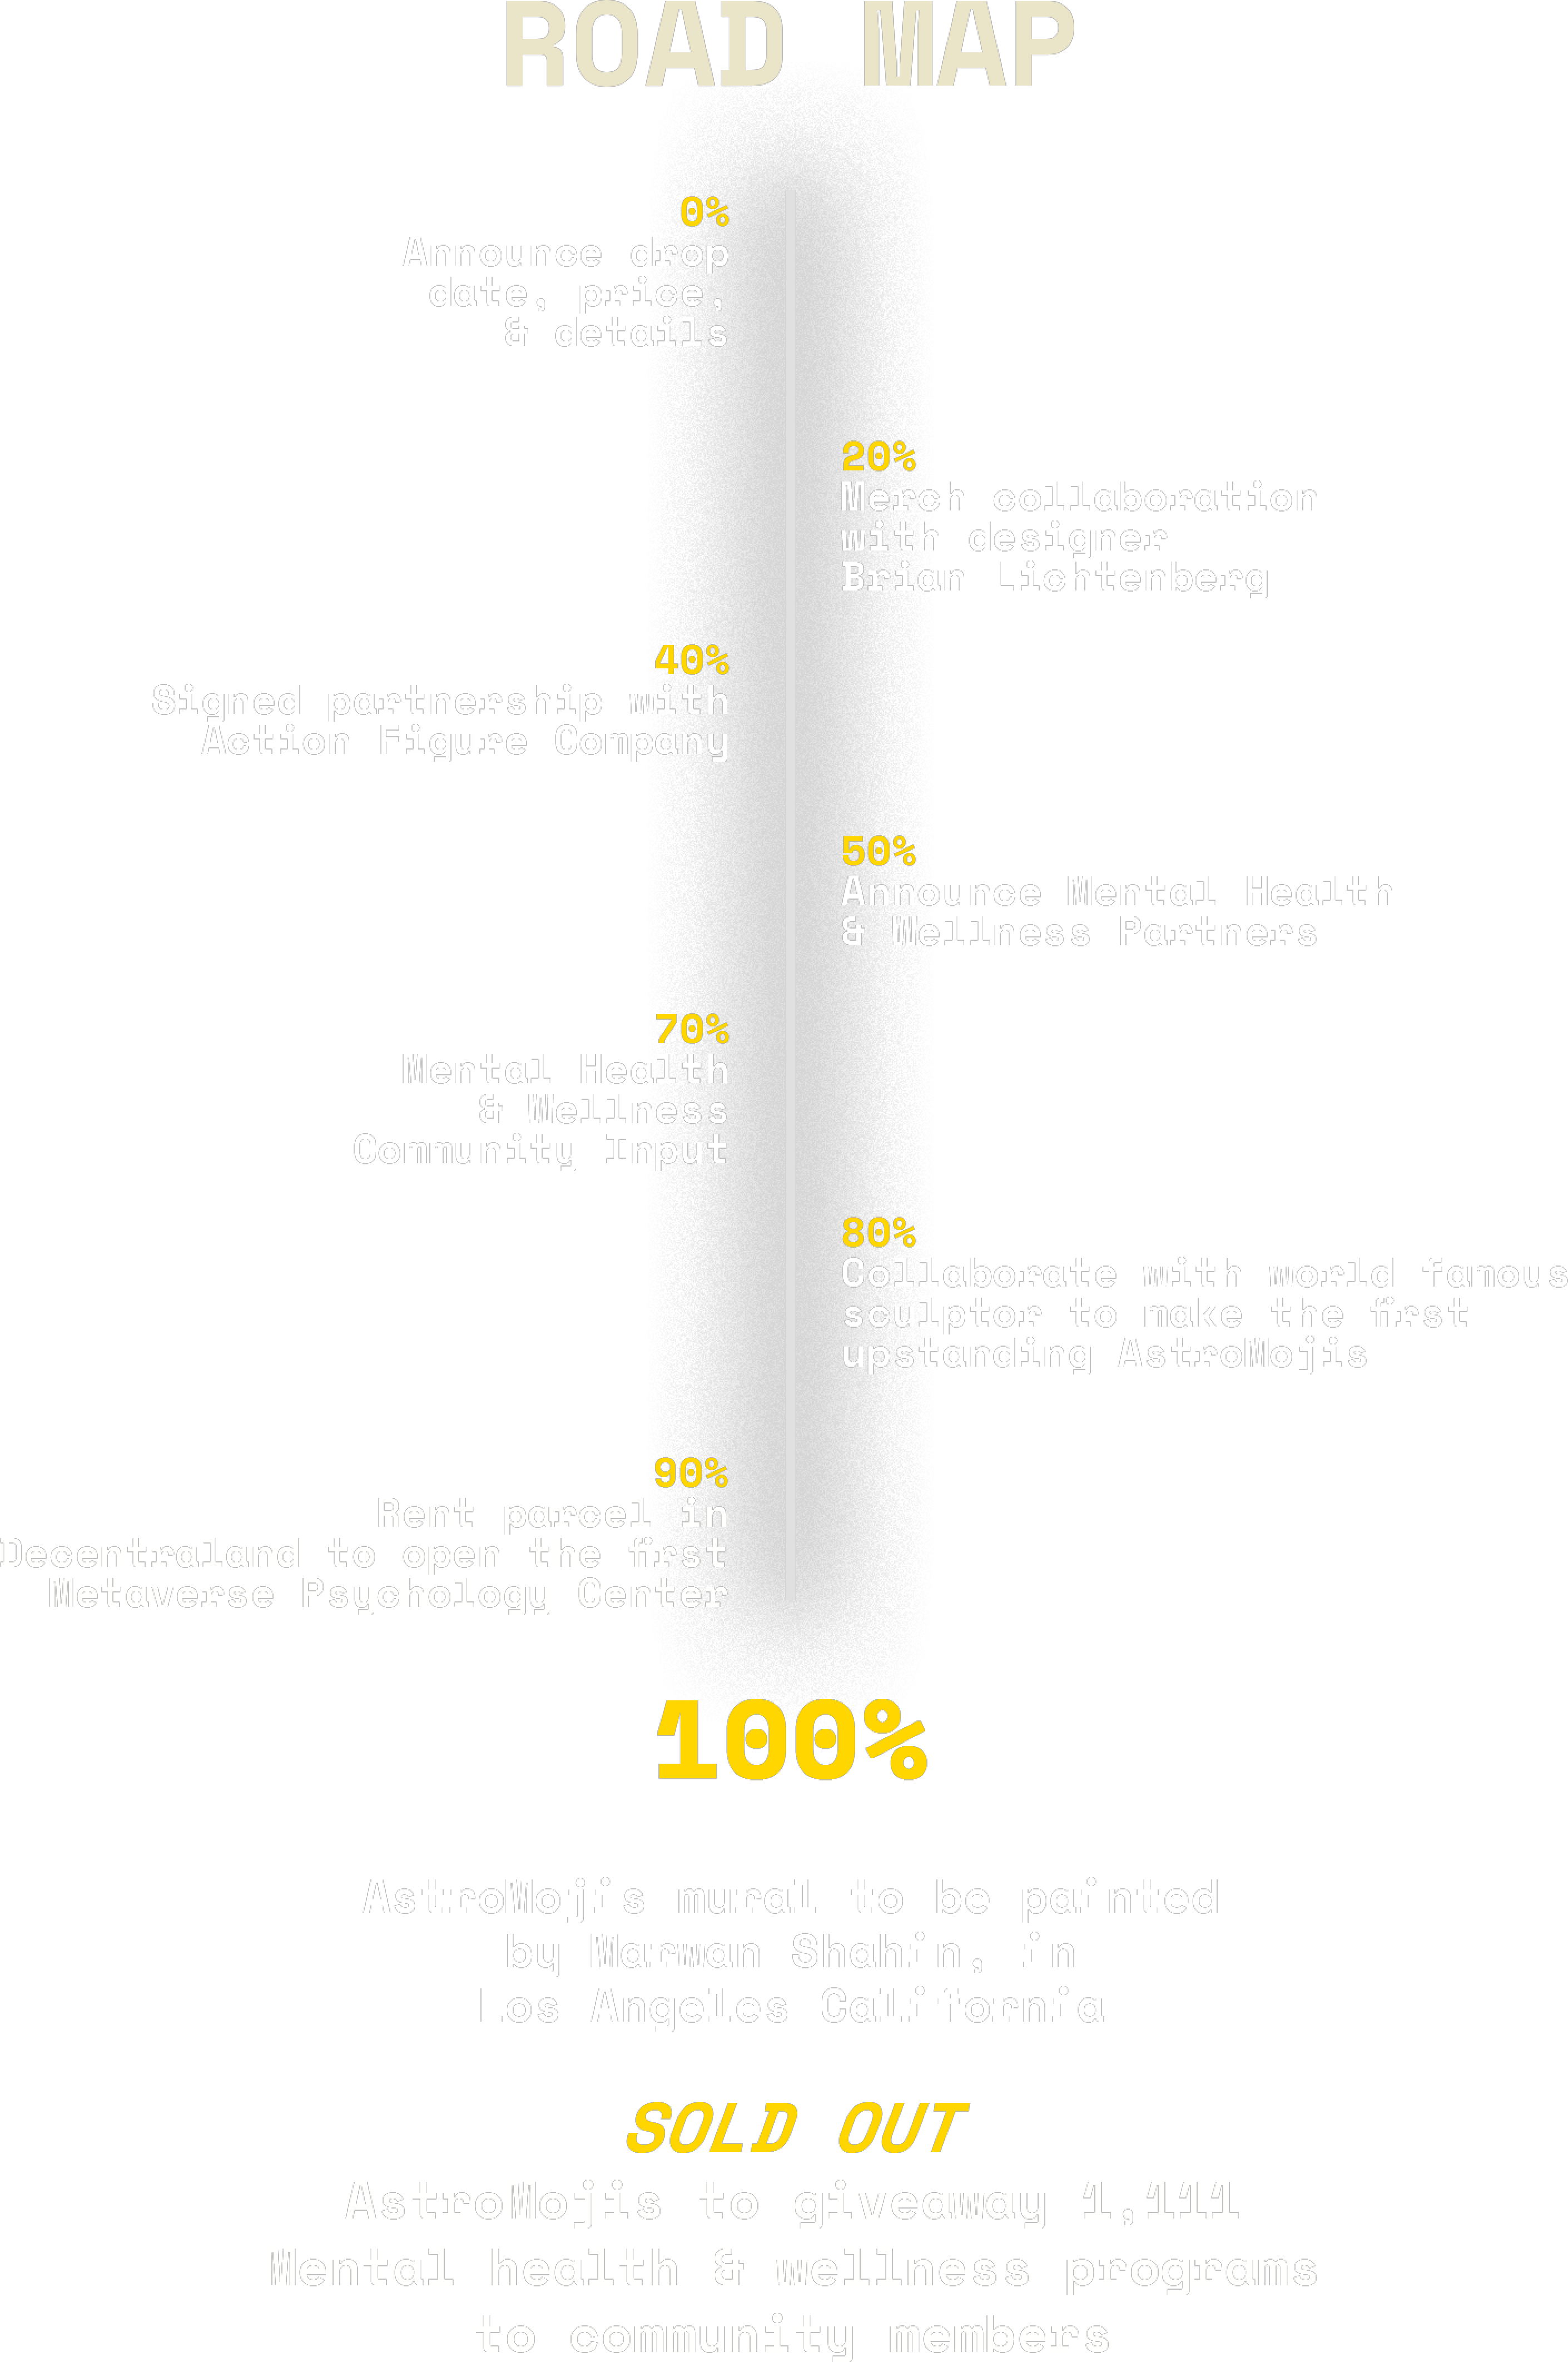 ROAD MAP
0%
Announce drop
date, price,
& details
20%
Merch collaboration
with designer
Brian Lichtenberg
40%
Signed partnership with
Action Figure Company
50%
Announce Mental Health
& Wellness Partners
70%
Mental Health
& Wellness
Community Input
80%
Collaborate with world famous
sculptor to make the first
upstanding AstroMojis
90%
Rent parcel in
Decentraland to open the first
Metaverse Psychology Center
100%
AstroMojis mural to be painted
by Marwan Shahin, in
Los Angeles California
SOLD OUT
AstroMojis to giveaway 1,111
Mental health & wellness programs
to community members